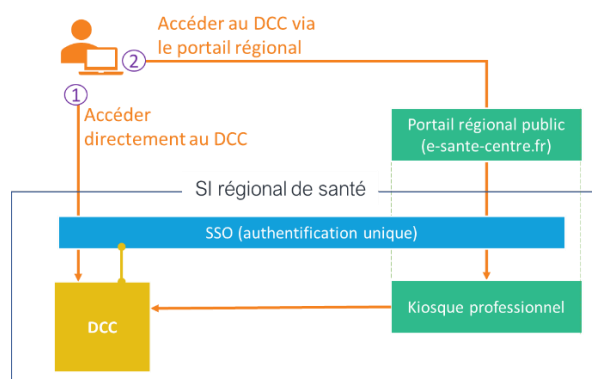 Accéder au DCC via
le portail régional
2
1
Accéder
directement au DCC
Portail régional public
(e-sante-centre.fr)
SI régional de santé
SSO (authentification unique)
DCC
Kiosque professionnel